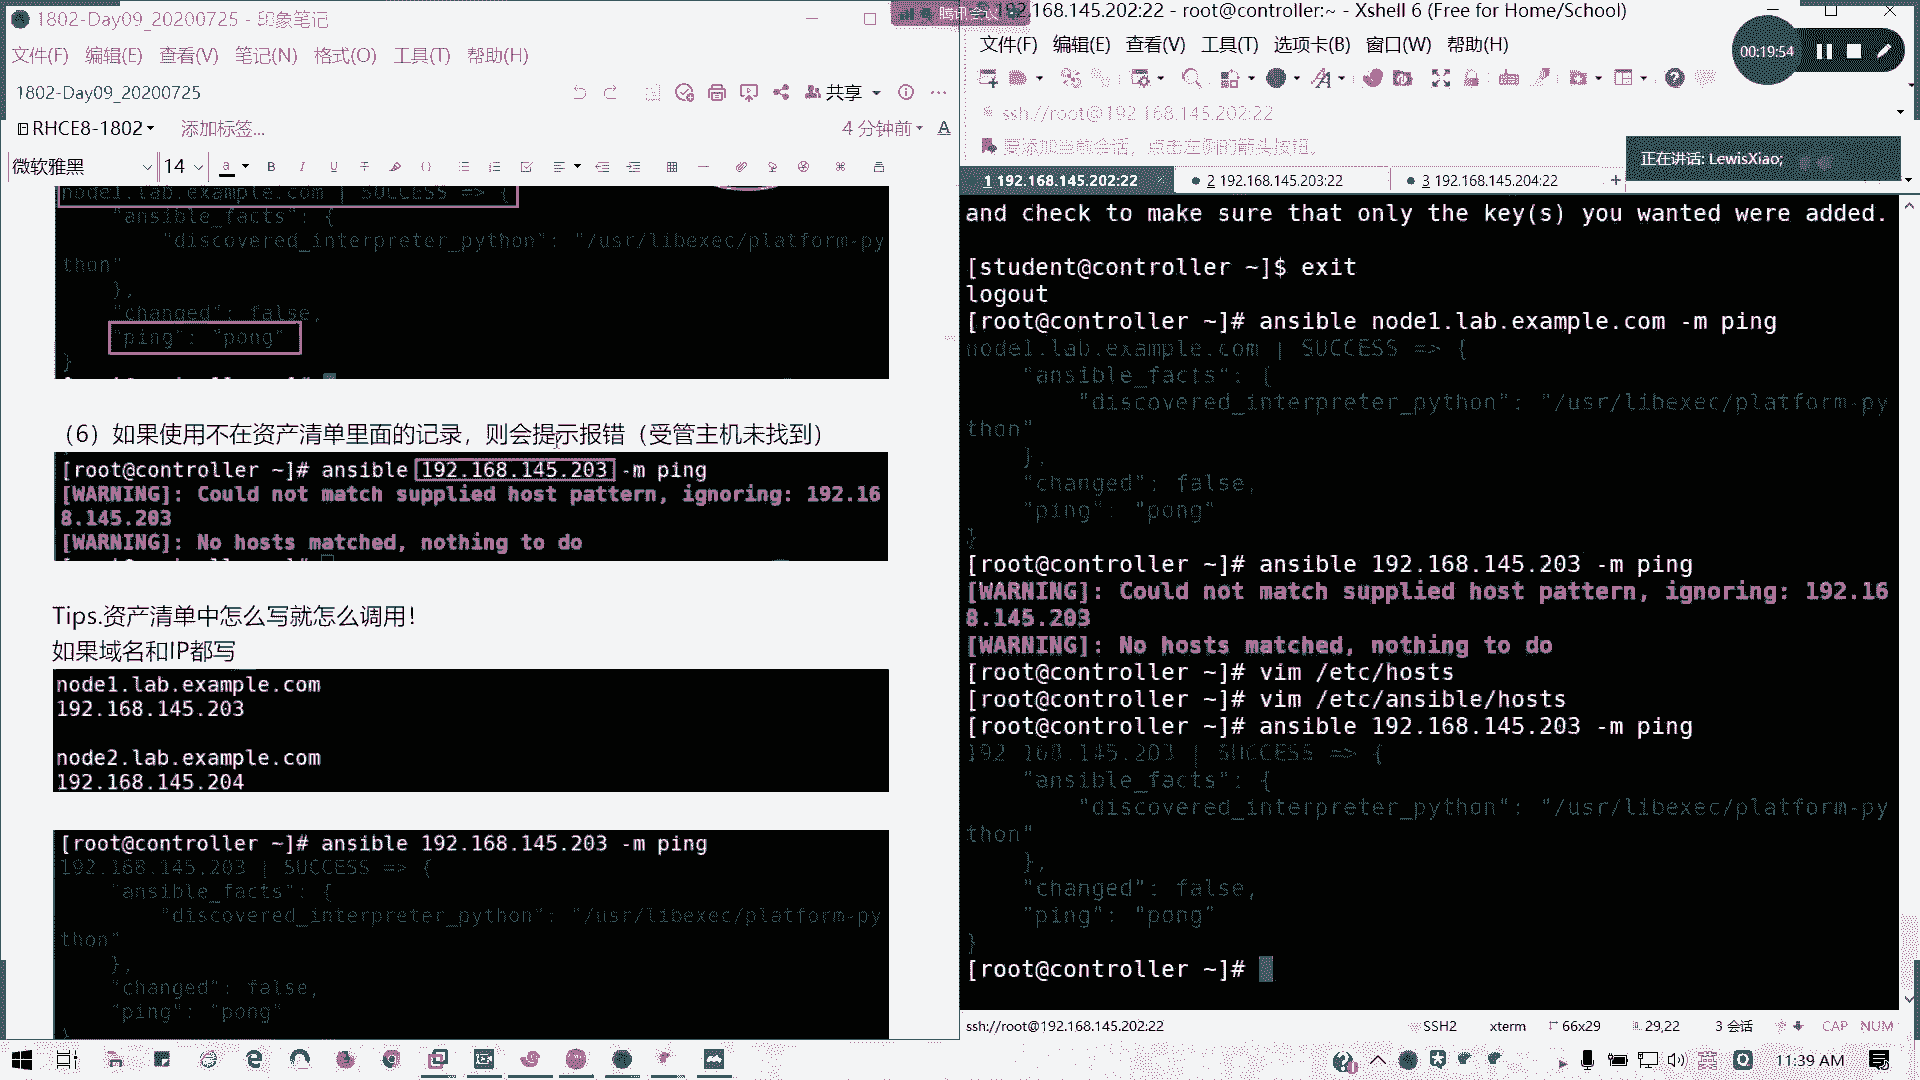 1802-Day09_20200725 - 印象笔记
文件(F) 编辑(E) 查看(V) 笔记(N) 格式(O) 工具(T) 帮助(H)
1802-Day09_20200725
共享
RHCE8-1802
添加标签...
4 分钟前
微软雅黑
14
node1.lab.example.com | SUCCESS => {
"ansible_facts": {
"discovered_interpreter_python": "/usr/libexec/platform-py
thon"
},
"changed": false,
"ping": "pong"
}
（6）如果使用不在资产清单里面的记录，则会提示报错（受管主机未找到）
[root@controller ~]# ansible 192.168.145.203 -m ping
[WARNING]: Could not match supplied host pattern, ignoring: 192.16
8.145.203
[WARNING]: No hosts matched, nothing to do
Tips.资产清单中怎么写就怎么调用！
如果域名和IP都写
node1.lab.example.com
192.168.145.203
node2.lab.example.com
192.168.145.204
[root@controller ~]# ansible 192.168.145.203 -m ping
192.168.145.203 | SUCCESS => {
"ansible_facts": {
"discovered_interpreter_python": "/usr/libexec/platform-py
thon"
},
"changed": false,
"ping": "pong"
}
腾讯会议
.168.145.202:22 - root@controller:~ - Xshell 6 (Free for Home/School)
文件(F) 编辑(E) 查看(V) 工具(T) 选项卡(B) 窗口(W) 帮助(H)
00:19:54
ssh://root@192.168.145.202:22
要添加当前会话，点击左侧的箭头按钮。
正在讲话: LewisXiao;
1 192.168.145.202:22
2 192.168.145.203:22
3 192.168.145.204:22
and check to make sure that only the key(s) you wanted were added.
[student@controller ~]$ exit
logout
[root@controller ~]# ansible node1.lab.example.com -m ping
node1.lab.example.com | SUCCESS => {
"ansible_facts": {
"discovered_interpreter_python": "/usr/libexec/platform-py
thon"
},
"changed": false,
"ping": "pong"
}
[root@controller ~]# ansible 192.168.145.203 -m ping
[WARNING]: Could not match supplied host pattern, ignoring: 192.16
8.145.203
[WARNING]: No hosts matched, nothing to do
[root@controller ~]# vim /etc/hosts
[root@controller ~]# vim /etc/ansible/hosts
[root@controller ~]# ansible 192.168.145.203 -m ping
192.168.145.203 | SUCCESS => {
"ansible_facts": {
"discovered_interpreter_python": "/usr/libexec/platform-py
thon"
},
"changed": false,
"ping": "pong"
}
[root@controller ~]#
ssh://root@192.168.145.202:22
SSH2 xterm 66x29 29,22 3 会话 CAP NUM
11:39 AM